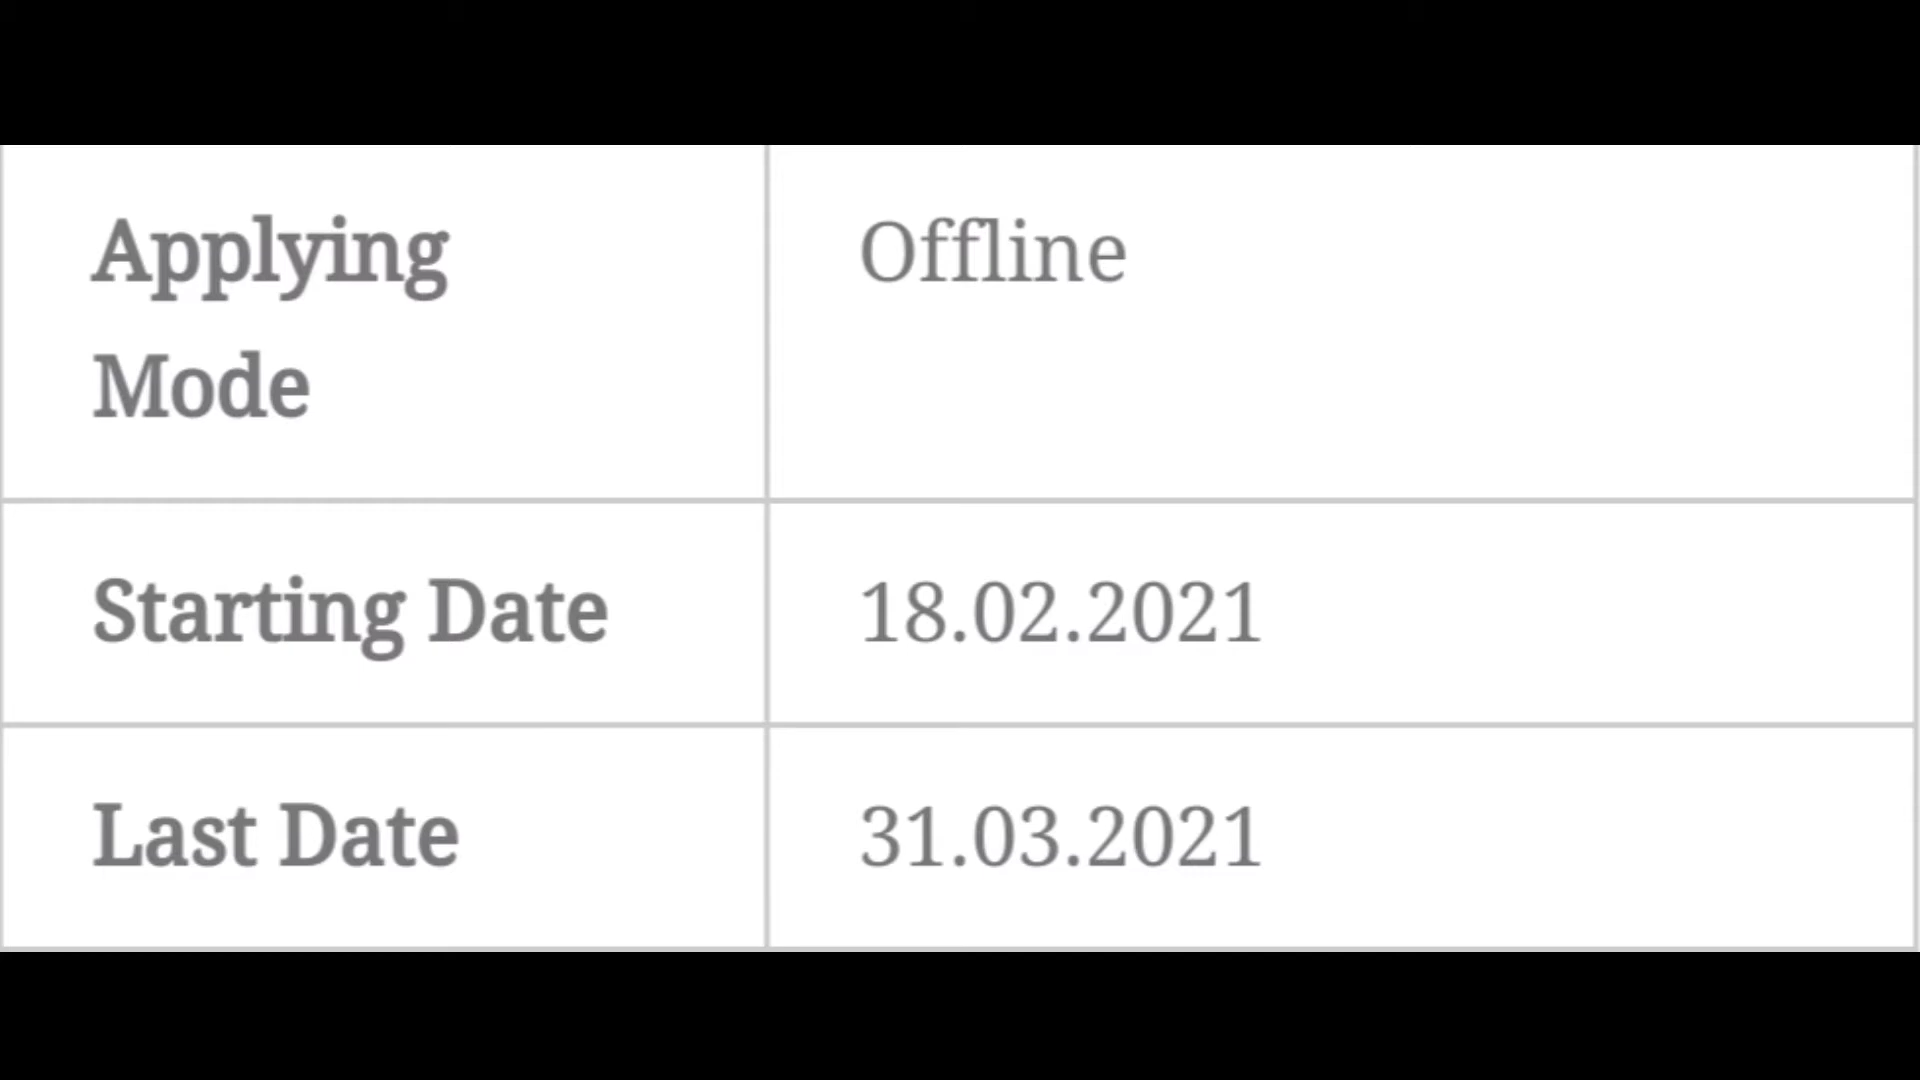 Applying Offline
Mode
Starting Date 18.02.2021
Last Date 31.03.2021